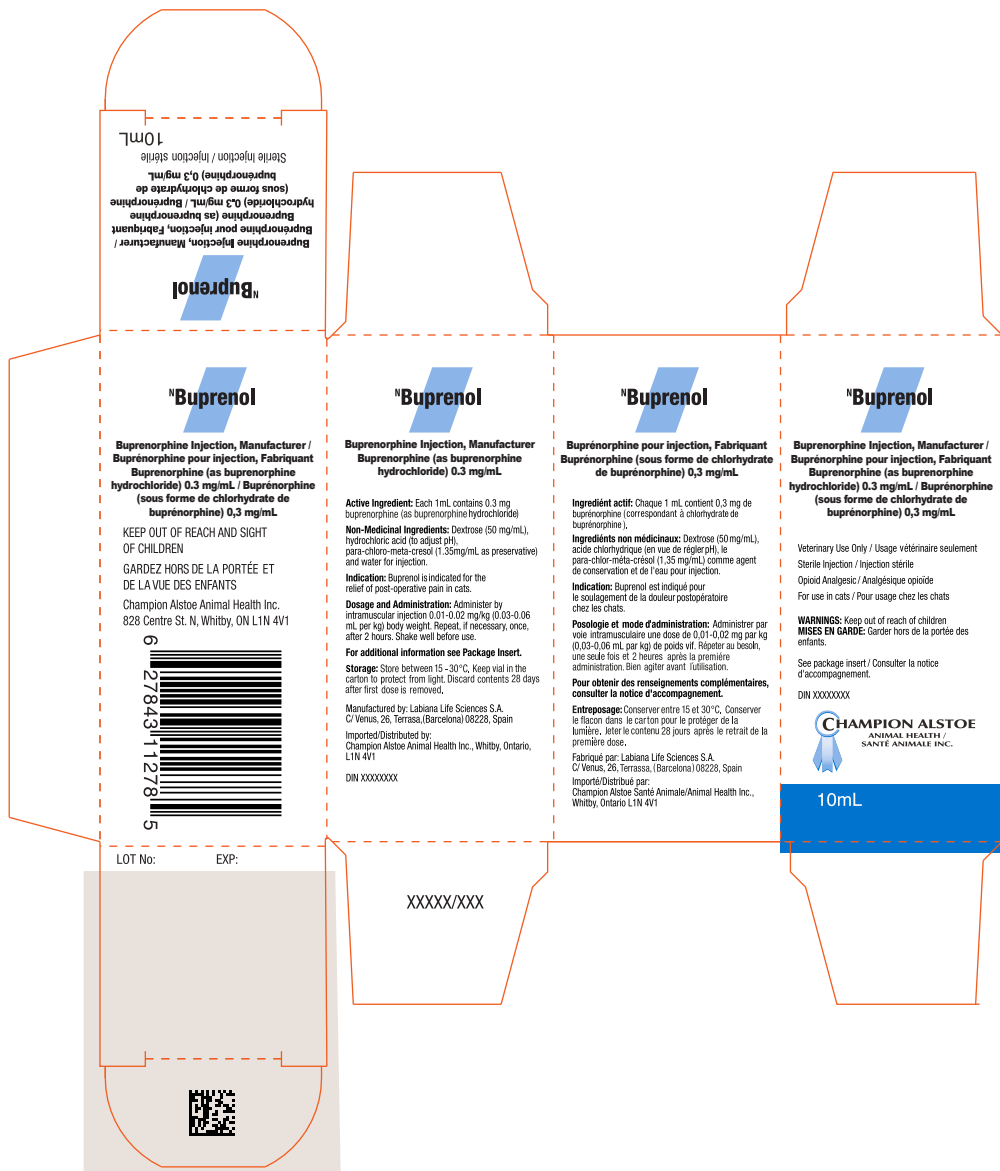 10mL
Sterile Injection / Injection stérile
Buprenorphine Injection, Manufacturer /
Buprénorphine pour injection, Fabriquant
Buprenorphine (as buprenorphine
hydrochloride) 0.3 mg/mL / Buprénorphine
(sous forme de chlorhydrate de
buprénorphine) 0,3 mg/mL
NBuprenol
NBuprenol
Buprenorphine Injection, Manufacturer /
Buprénorphine pour injection, Fabriquant
Buprenorphine (as buprenorphine
hydrochloride) 0.3 mg/mL / Buprénorphine
(sous forme de chlorhydrate de
buprénorphine) 0,3 mg/mL
KEEP OUT OF REACH AND SIGHT
OF CHILDREN
GARDEZ HORS DE LA PORTÉE ET
DE LA VUE DES ENFANTS
Champion Alstoe Animal Health Inc.
828 Centre St. N, Whitby, ON L1N 4V1
6 27843 11278 5
LOT No: EXP:
NBuprenol
Buprenorphine Injection, Manufacturer
Buprenorphine (as buprenorphine
hydrochloride) 0.3 mg/mL
Active Ingredient: Each 1mL contains 0.3 mg
buprenorphine (as buprenorphine hydrochloride)
Non-Medicinal Ingredients: Dextrose (50 mg/mL),
hydrochloric acid (to adjust pH),
para-chloro-meta-cresol (1.35mg/mL as preservative)
and water for injection.
Indication: Buprenol is indicated for the
relief of post-operative pain in cats.
Dosage and Administration: Administer by
intramuscular injection 0.01-0.02 mg/kg (0.03-0.06
mL per kg) body weight. Repeat, if necessary, once,
after 2 hours. Shake well before use.
For additional information see Package Insert.
Storage: Store between 15 -30°C, Keep vial in the
carton to protect from light. Discard contents 28 days
after first dose is removed.
Manufactured by: Labiana Life Sciences S.A.
C/ Venus, 26, Terrasa,(Barcelona) 08228, Spain
Imported/Distributed by:
Champion Alstoe Animal Health Inc., Whitby, Ontario,
L1N 4V1
DIN XXXXXXXX
XXXXX/XXX
NBuprenol
Buprénorphine pour injection, Fabriquant
Buprénorphine (sous forme de chlorhydrate
de buprénorphine) 0,3 mg/mL
Ingrédiént actif: Chaque 1 mL contient 0,3 mg de
buprénorphine (correspondant à chlorhydrate de
buprénorphine).
Ingrédiénts non médicinaux: Dextrose (50 mg/mL),
acide chlorhydrique (en vue de régler pH), le
para-chlor-méta-crésol (1,35 mg/mL) comme agent
de conservation et de l'eau pour injection.
Indication: Buprenol est indiqué pour
le soulagement de la douleur postopératoire
chez les chats.
Posologie et mode d'administration: Administrer par
voie intramusculaire une dose de 0,01-0,02 mg par kg
(0,03-0,06 mL par kg) de poids vif. Répeter au besoin,
une seule fois et 2 heures après la première
administration. Bien agiter avant l'utilisation.
Pour obtenir des renseignements complémentaires,
consulter la notice d'accompagnement.
Entreposage: Conserver entre 15 et 30°C, Conserver
le flacon dans le carton pour le protéger de la
lumière. Jeter le contenu 28 jours après le retrait de la
première dose.
Fabriqué par: Labiana Life Sciences S.A.
C/ Venus, 26, Terrassa, (Barcelona) 08228, Spain
Importé/Distribué par:
Champion Alstoe Santé Animale/Animal Health Inc.,
Whitby, Ontario L1N 4V1
NBuprenol
Buprenorphine Injection, Manufacturer /
Buprénorphine pour injection, Fabriquant
Buprenorphine (as buprenorphine
hydrochloride) 0.3 mg/mL / Buprénorphine
(sous forme de chlorhydrate de
buprénorphine) 0,3 mg/mL
Veterinary Use Only / Usage vétérinaire seulement
Sterile Injection / Injection stérile
Opioid Analgesic / Analgésique opioïde
For use in cats / Pour usage chez les chats
WARNINGS: Keep out of reach of children
MISES EN GARDE: Garder hors de la portée des
enfants.
See package insert / Consulter la notice
d'accompagnement.
DIN XXXXXXXX
CHAMPION ALSTOE
ANIMAL HEALTH /
SANTÉ ANIMALE INC.
10mL